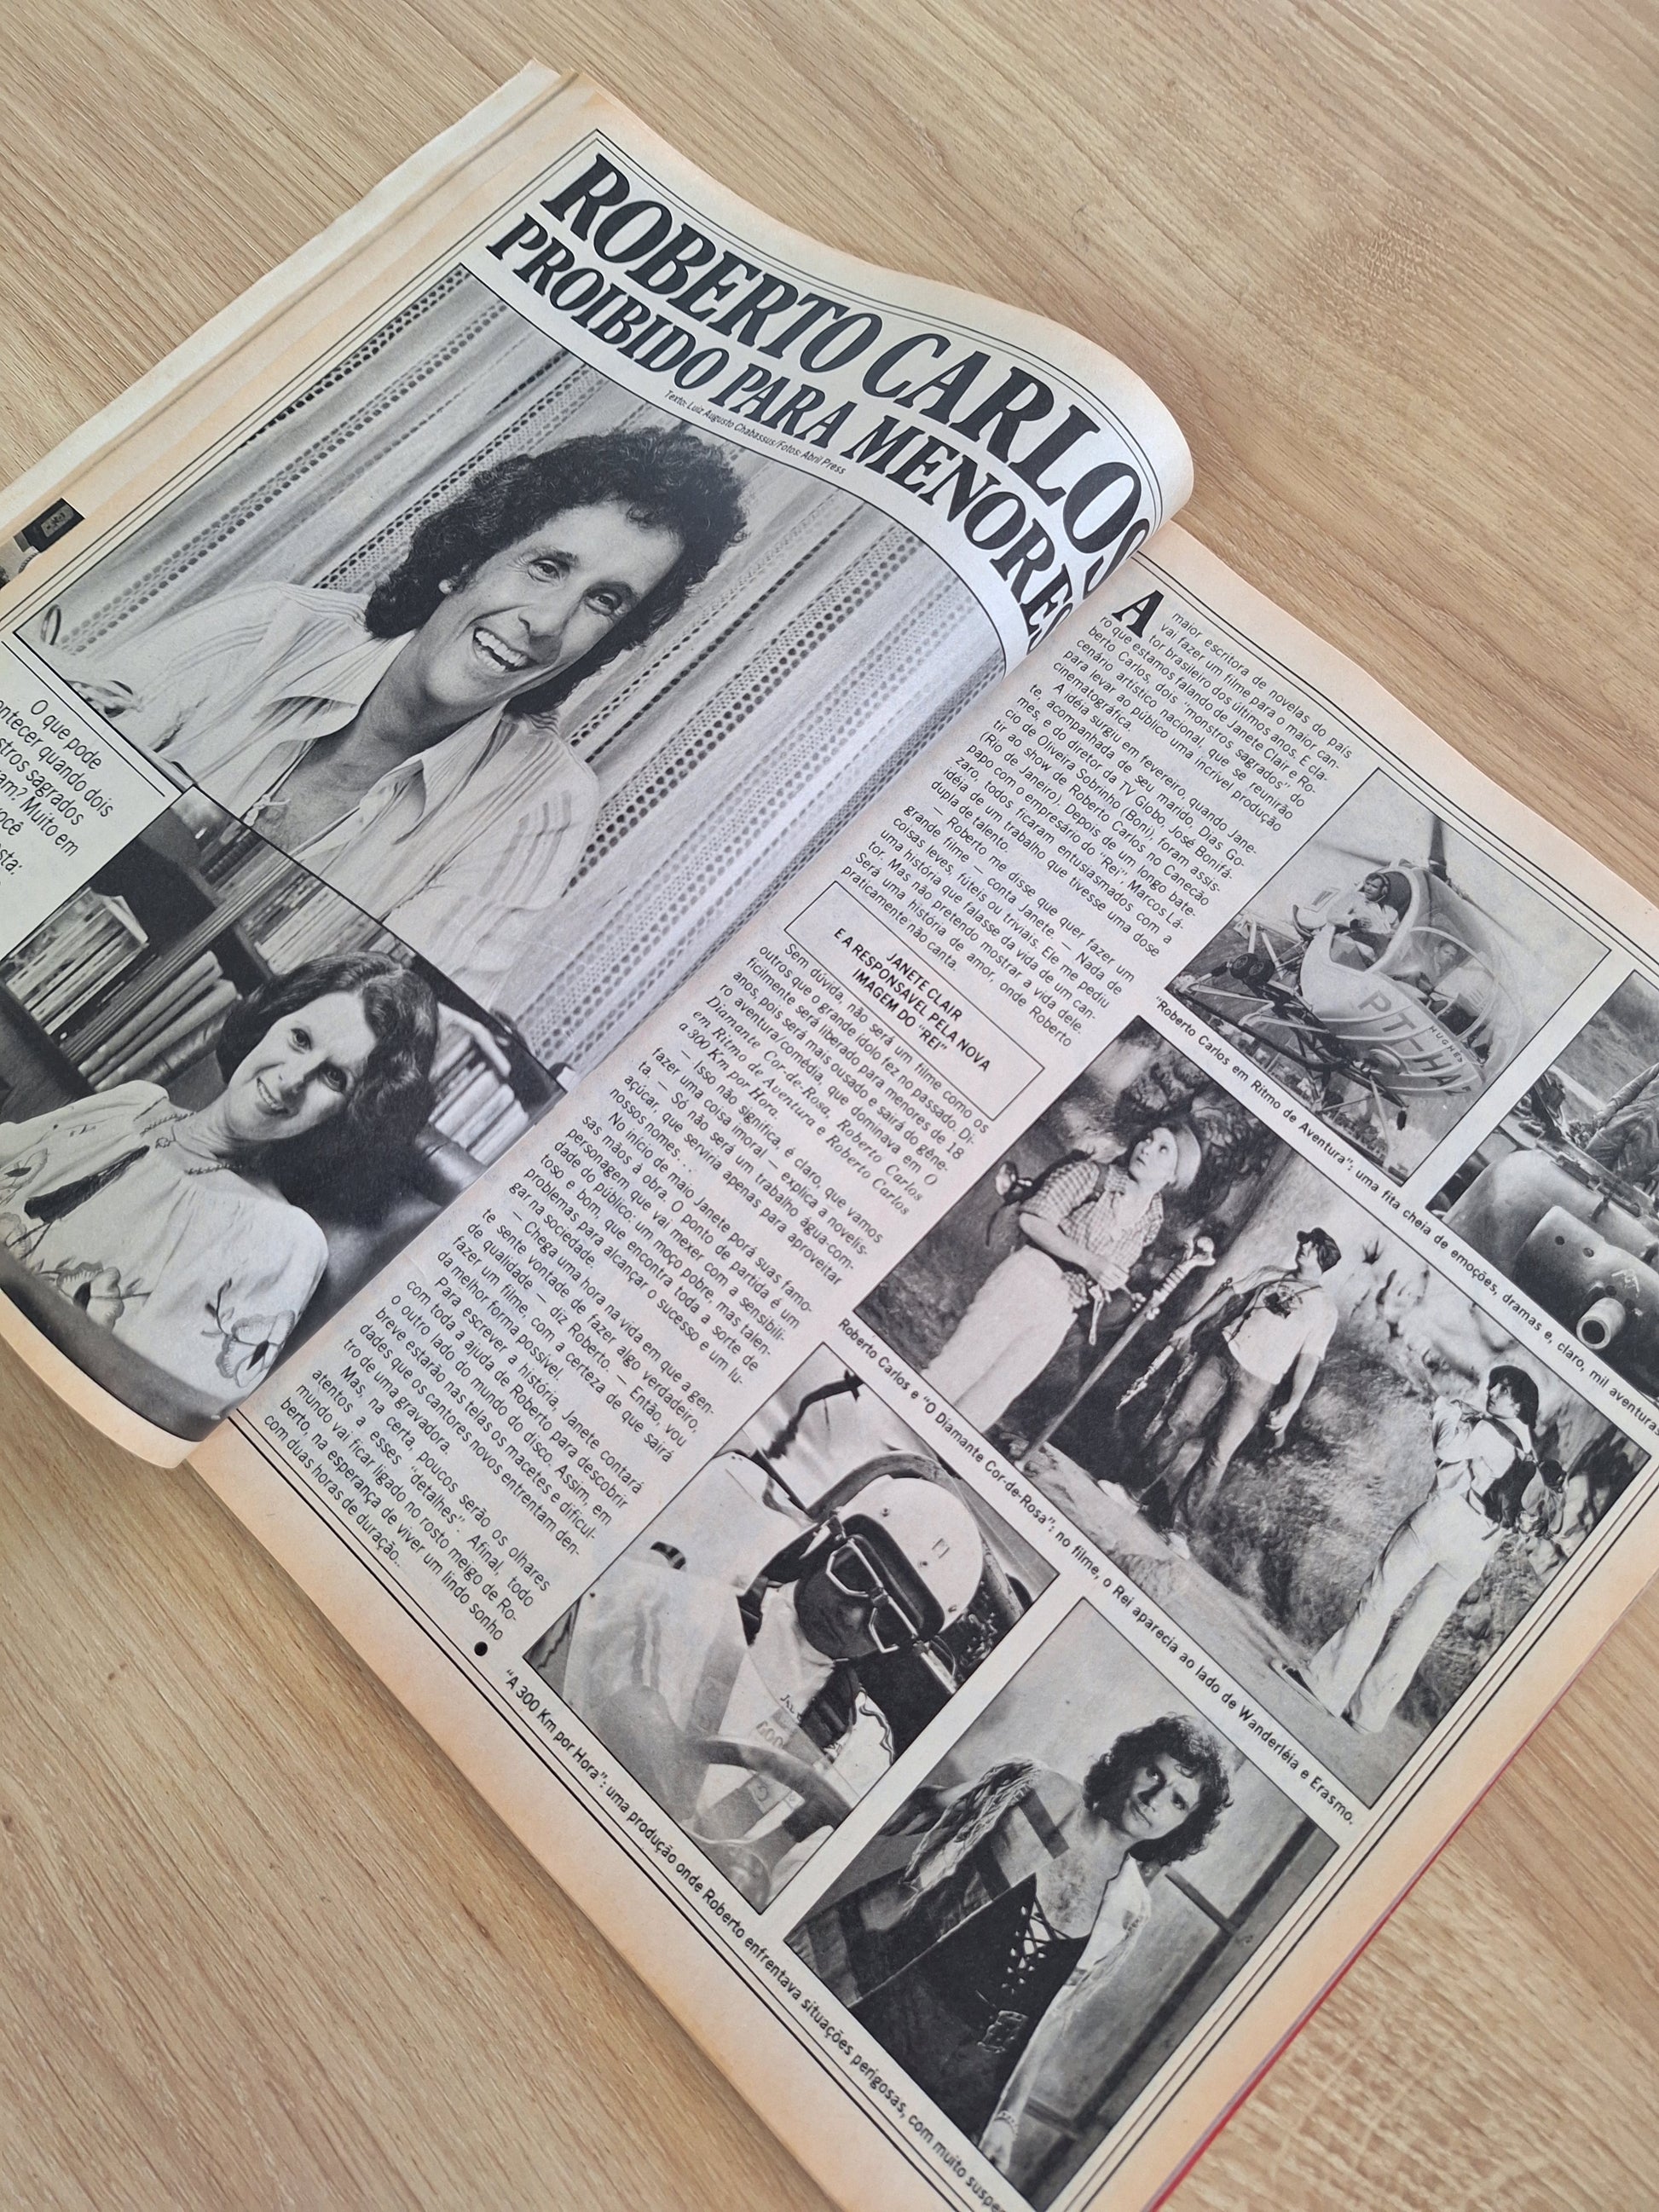 ROBERTO CARLOS
PROIBIDO PARA MENORES
Texto: Luiz Augusto Chabassus/Fotos: Abril Press
O que pode
dois
sagrados
Muito em
A maior escritora de novelas do país
vai fazer um filme para o maior can-
tor brasileiro dos últimos anos. É cla-
ro que estamos falando de Janete Clair e Ro-
berto Carlos, dois "monstros sagrados" do
cenário artístico nacional, que se reunirão
para levar ao público uma incrível produção
cinematográfica.
A idéia surgiu em fevereiro, quando Jane-
te, acompanhada de seu marido, Dias Go-
mes, e do diretor da TV Globo, José Bonifá-
cio de Oliveira Sobrinho (Boni), foram assis-
tir ao show de Roberto Carlos no Canecão
(Rio de Janeiro). Depois de um longo bate-
papo com o empresário do "Rei", Marcos Lá-
zaro, todos ficaram entusiasmados com a
idéia de um trabalho que tivesse uma dose
dupla de talento.
— Roberto me disse que quer fazer um
grande filme — conta Janete. — Nada de
coisas leves, fúteis ou triviais. Ele me pediu
uma história que falasse da vida de um can-
tor. Mas não pretendo mostrar a vida dele.
Será uma história de amor, onde Roberto
praticamente não canta.
JANETE CLAIR
E A RESPONSÁVEL PELA NOVA
IMAGEM DO "REI"
Sem dúvida, não será um filme como os
outros que o grande ídolo fez no passado. Di-
ficilmente será liberado para menores de 18
anos, pois será mais ousado e sairá do gêne-
ro aventura/comédia, que dominava em O
Diamante Cor-de-Rosa, Roberto Carlos
em Ritmo de Aventura e Roberto Carlos
a 300 Km por Hora.
— Isso não significa, é claro, que vamos
fazer uma coisa imoral — explica a novelis-
ta. — Só não será um trabalho água-com-
açúcar, que serviria apenas para aproveitar
nossos nomes...
No início de maio Janete porá suas famo-
sas mãos à obra. O ponto de partida é um
personagem que vai mexer com a sensibili-
dade do público: um moço pobre, mas talen-
toso e bom, que encontra toda a sorte de
problemas para alcançar o sucesso e um lu-
gar na sociedade.
— Chega uma hora na vida em que a gen-
te sente vontade de fazer algo verdadeiro,
de qualidade — diz Roberto. — Então, vou
fazer um filme, com a certeza de que sairá
da melhor forma possível.
Para escrever a história, Janete contará
com toda a ajuda de Roberto para descobrir
o outro lado do mundo do disco. Assim, em
breve estarão nas telas os macetes e dificul-
dades que os cantores novos enfrentam den-
tro de uma gravadora.
Mas, na certa, poucos serão os olhares
atentos a esses "detalhes". Afinal, todo
mundo vai ficar ligado no rosto meigo de Ro-
berto, na esperança de viver um lindo sonho
com duas horas de duração...
PT-HH
HUGHES
"Roberto Carlos em Ritmo de Aventura": uma fita cheia de emoções, dramas e, claro, mil aventuras
Roberto Carlos e "O Diamante Cor-de-Rosa": no filme, o Rei aparecia ao lado de Wanderléia e Erasmo.
"A 300 Km por Hora": uma produção onde Roberto enfrentava situações perigosas, com muito